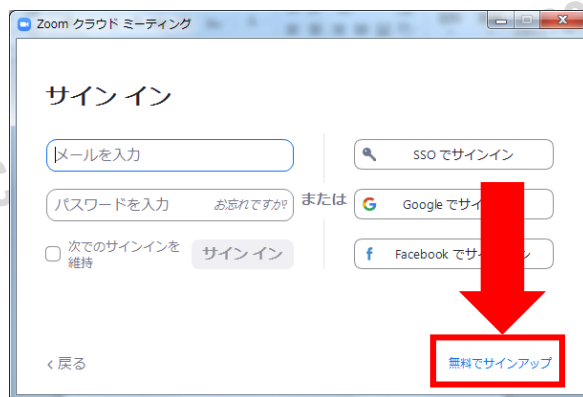 Zoom クラウド ミーティング
サイン イン
メールを入力
パスワードを入力 お忘れですか?
次でのサインインを
維持
サイン イン
または
SSO でサインイン
Google でサイ
Facebook でサ
< 戻る
無料でサインアップ